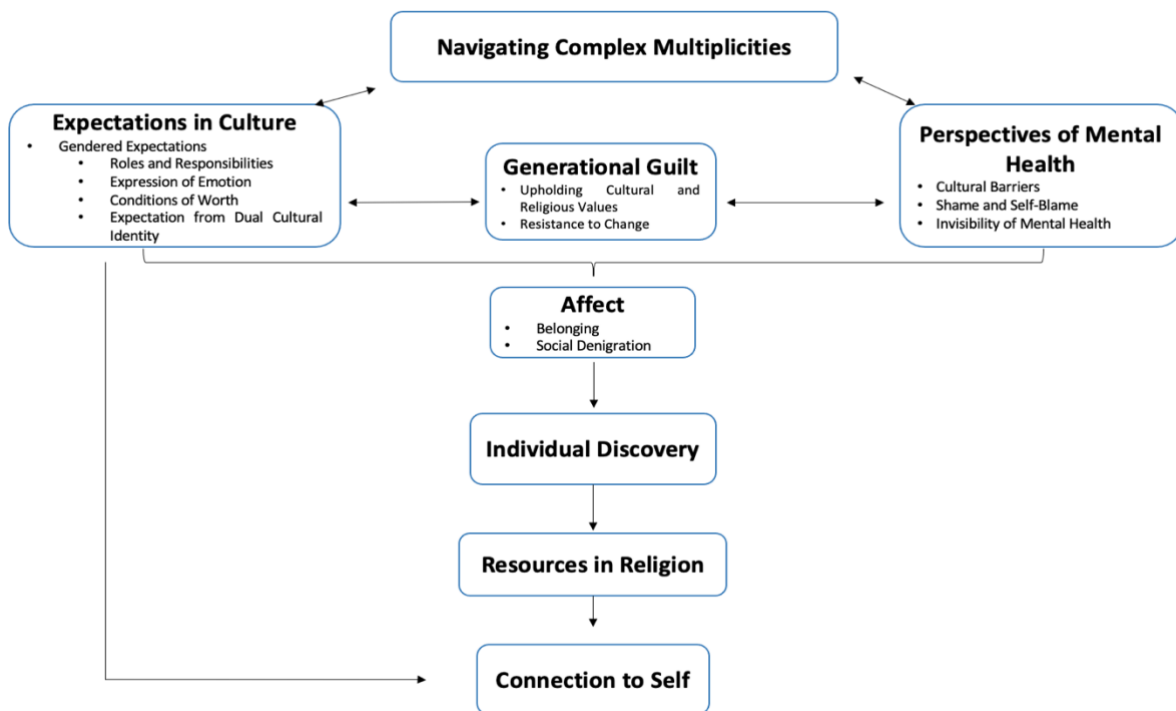 Navigating Complex Multiplicities
Expectations in Culture
• Gendered Expectations
• Roles and Responsibilities
• Expression of Emotion
• Conditions of Worth
• Expectation from Dual Cultural
Identity
Generational Guilt
• Upholding Cultural and
Religious Values
• Resistance to Change
Perspectives of Mental
Health
• Cultural Barriers
• Shame and Self-Blame
• Invisibility of Mental Health
Affect
• Belonging
• Social Denigration
Individual Discovery
Resources in Religion
Connection to Self